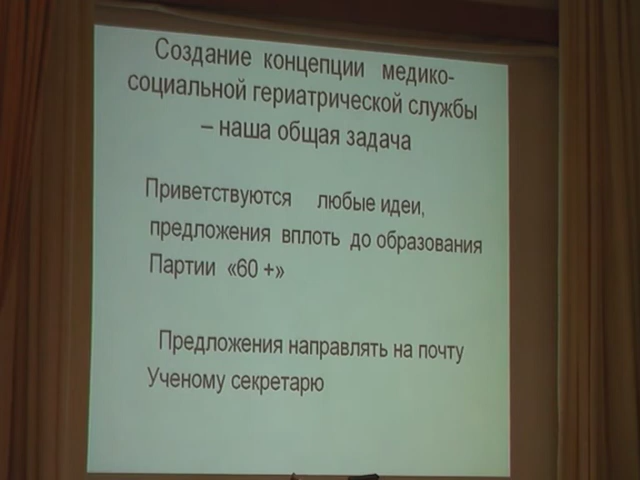 Создание концепции медико-
социальной гериатрической службы
– наша общая задача
Приветствуются любые идеи,
предложения вплоть до образования
Партии «60 +»
Предложения направлять на почту
Ученому секретарю